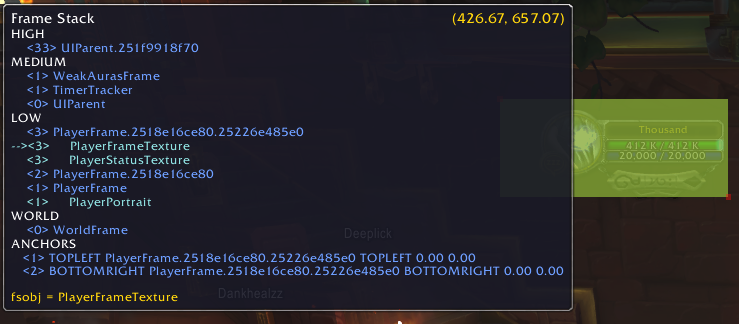 Frame Stack (426.67, 657.07)
HIGH
<33> UIParent.251f9918f70
MEDIUM
<1> WeakAurasFrame
<1> TimerTracker
<0> UIParent
LOW
<3> PlayerFrame.2518e16ce80.25226e485e0
--><3> PlayerFrameTexture
<3> PlayerStatusTexture
<2> PlayerFrame.2518e16ce80
<1> PlayerFrame
<1> PlayerPortrait
WORLD
<0> WorldFrame
ANCHORS
<1> TOPLEFT PlayerFrame.2518e16ce80.25226e485e0 TOPLEFT 0.00 0.00
<2> BOTTOMRIGHT PlayerFrame.2518e16ce80.25226e485e0 BOTTOMRIGHT 0.00 0.00
fsobj = PlayerFrameTexture
Thousand
412 K / 412 K
20,000 / 20,000
Deeplick
Dankhealzz